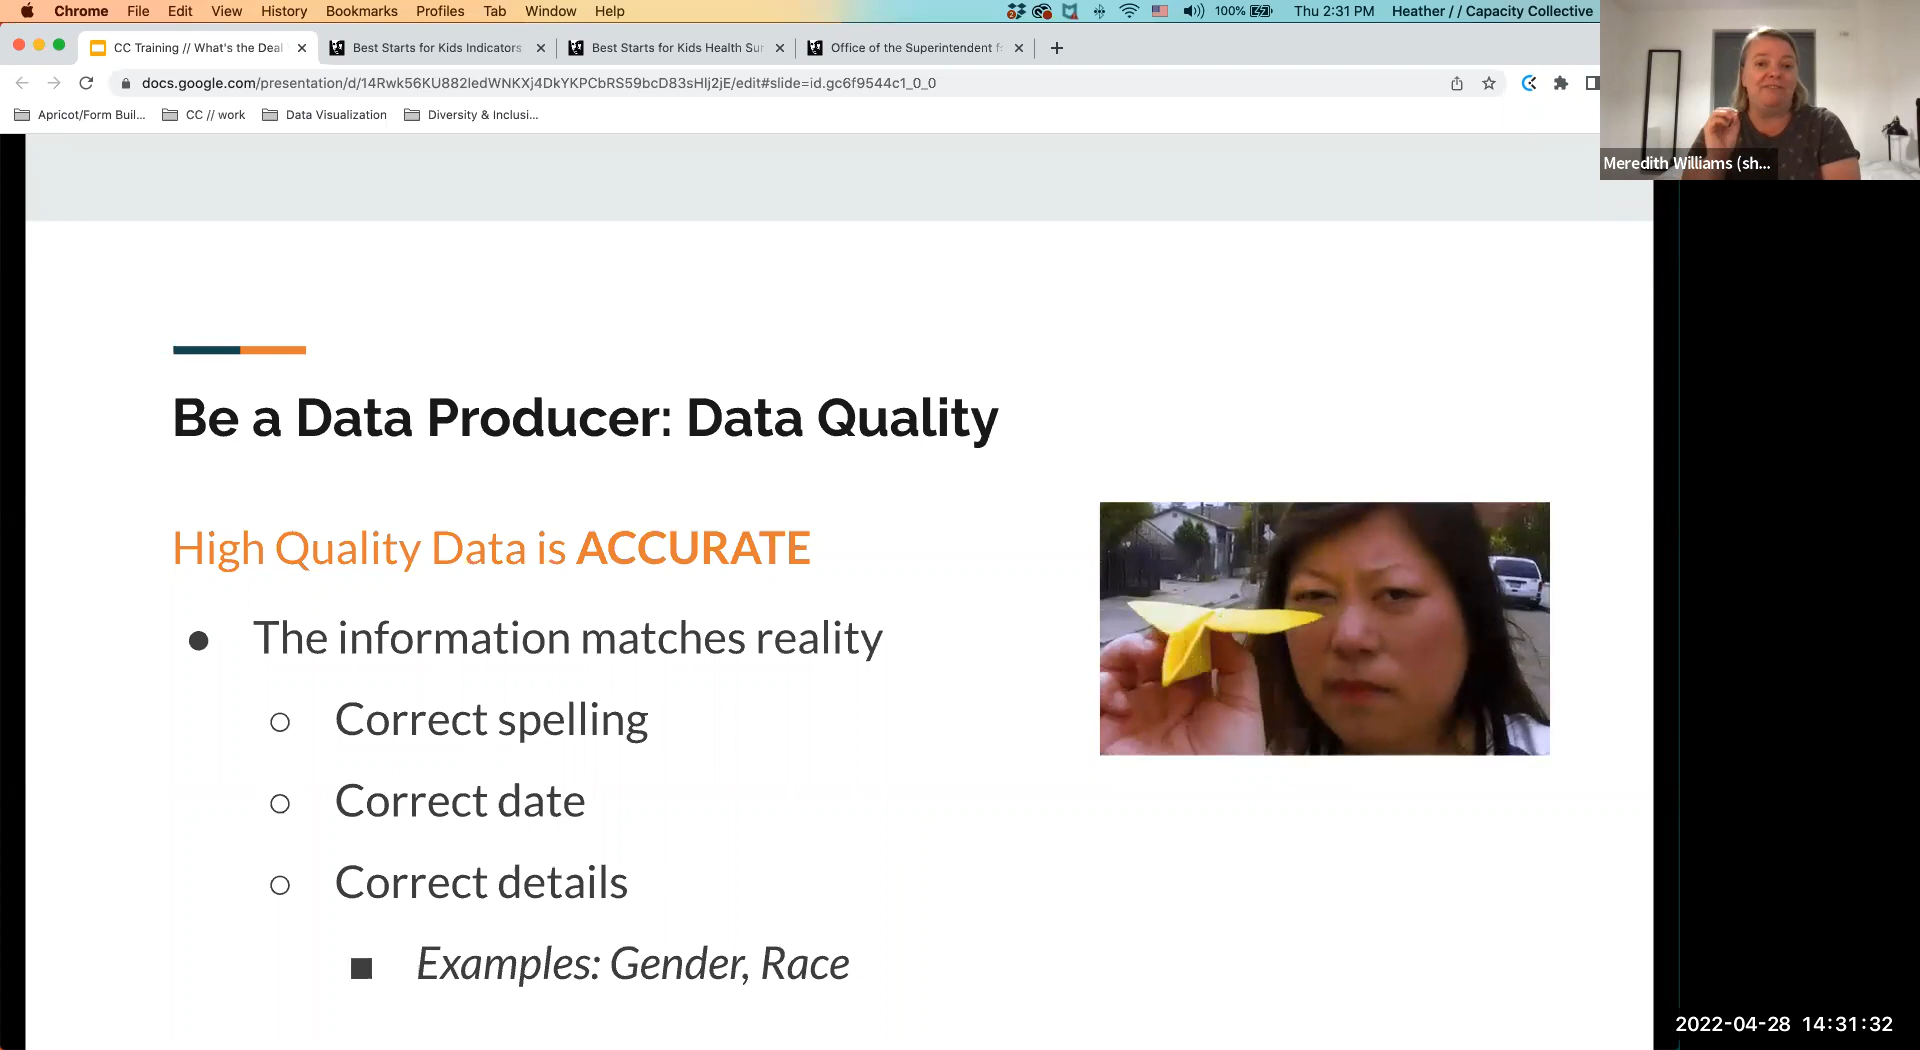 Chrome File Edit View History Bookmarks Profiles Tab Window Help 100% Thu 2:31 PM Heather // Capacity Collective
CC Training // What's the Deal Best Starts for Kids Indicators Best Starts for Kids Health Sur Office of the Superintendent f
docs.google.com/presentation/d/14Rwk56KU882ledWNKXj4DkYKPCbRS59bcD83sHlj2jE/edit#slide=id.gc6f9544c1_0_0
Apricot/Form Buil... CC // work Data Visualization Diversity & Inclusi...
Meredith Williams (sh...
Be a Data Producer: Data Quality
High Quality Data is ACCURATE
● The information matches reality
○ Correct spelling
○ Correct date
○ Correct details
■ Examples: Gender, Race
2022-04-28 14:31:32